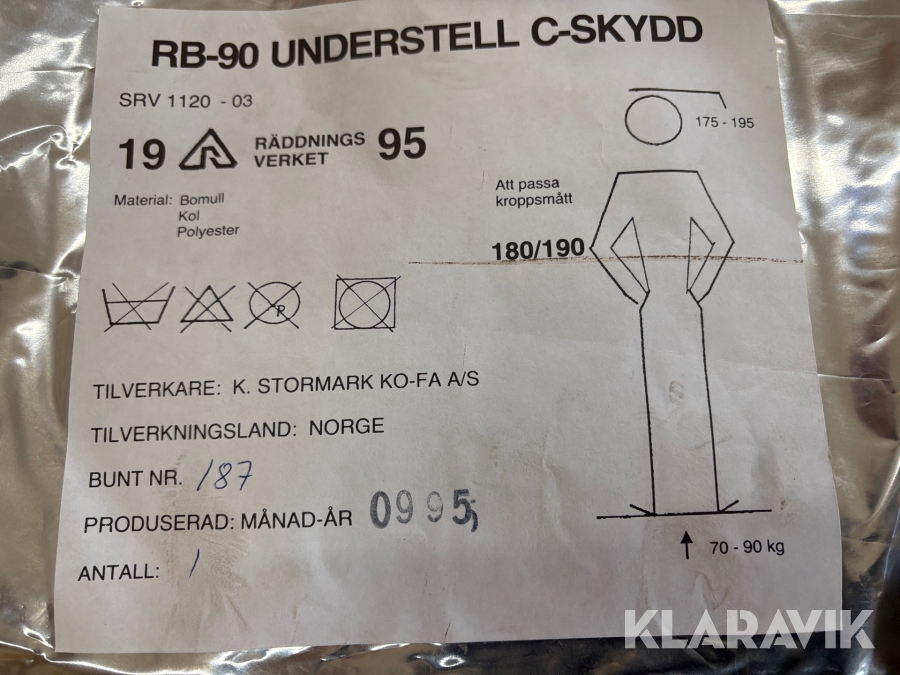 RB-90 UNDERSTELL C-SKYDD
SRV 1120 - 03
19 RÄDDNINGS VERKET 95
175 - 195
Material: Bomull
Kol
Polyester
Att passa
kroppsmått
180/190
P
TILVERKARE: K. STORMARK KO-FA A/S
TILVERKNINGSLAND: NORGE
BUNT NR. 187
PRODUSERAD: MÅNAD-ÅR 0995;
ANTALL: 1
70 - 90 kg
KLARAVIK